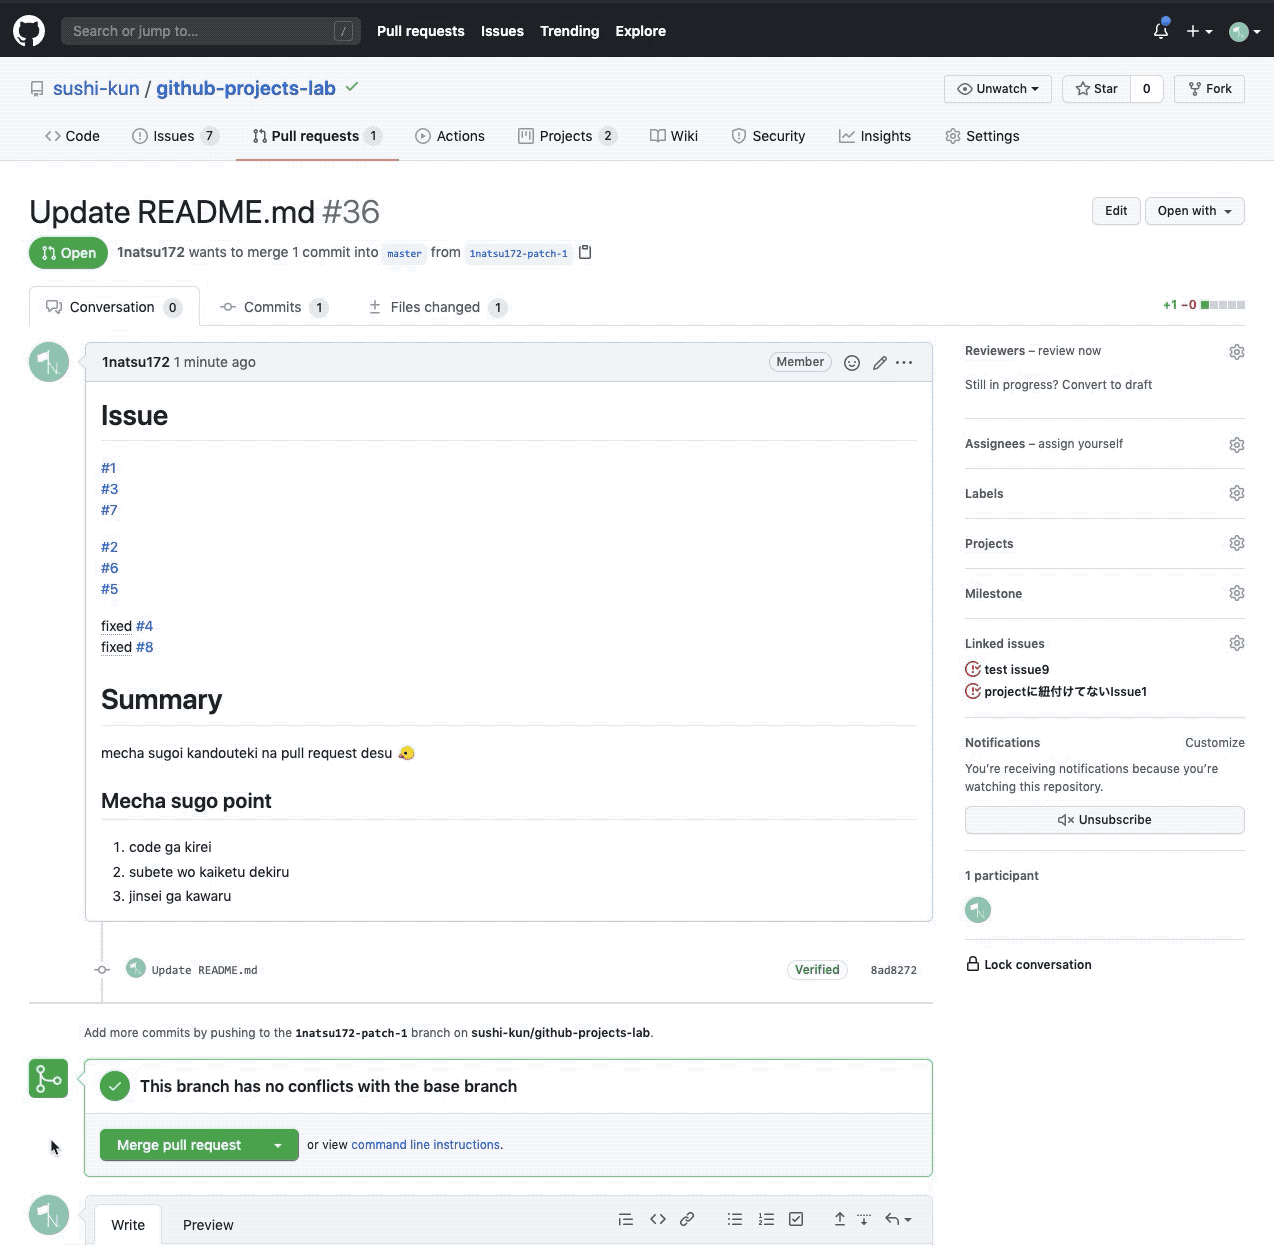 Search or jump to... /
Pull requests Issues Trending Explore
sushi-kun / github-projects-lab
Unwatch Star 0 Fork
Code Issues 7 Pull requests 1 Actions Projects 2 Wiki Security Insights Settings
Update README.md #36
Edit Open with
Open 1natsu172 wants to merge 1 commit into master from 1natsu172-patch-1
Conversation 0 Commits 1 Files changed 1
+1 −0
1natsu172 1 minute ago
Member
Issue
#1
#3
#7
#2
#6
#5
fixed #4
fixed #8
Summary
mecha sugoi kandouteki na pull request desu
Mecha sugo point
1. code ga kirei
2. subete wo kaiketu dekiru
3. jinsei ga kawaru
Update README.md
Verified 8ad8272
Add more commits by pushing to the 1natsu172-patch-1 branch on sushi-kun/github-projects-lab.
This branch has no conflicts with the base branch
Merge pull request or view command line instructions.
Write Preview
Reviewers – review now
Still in progress? Convert to draft
Assignees – assign yourself
Labels
Projects
Milestone
Linked issues
test issue9
projectに紐付けてないIssue1
Notifications Customize
You're receiving notifications because you're
watching this repository.
Unsubscribe
1 participant
Lock conversation